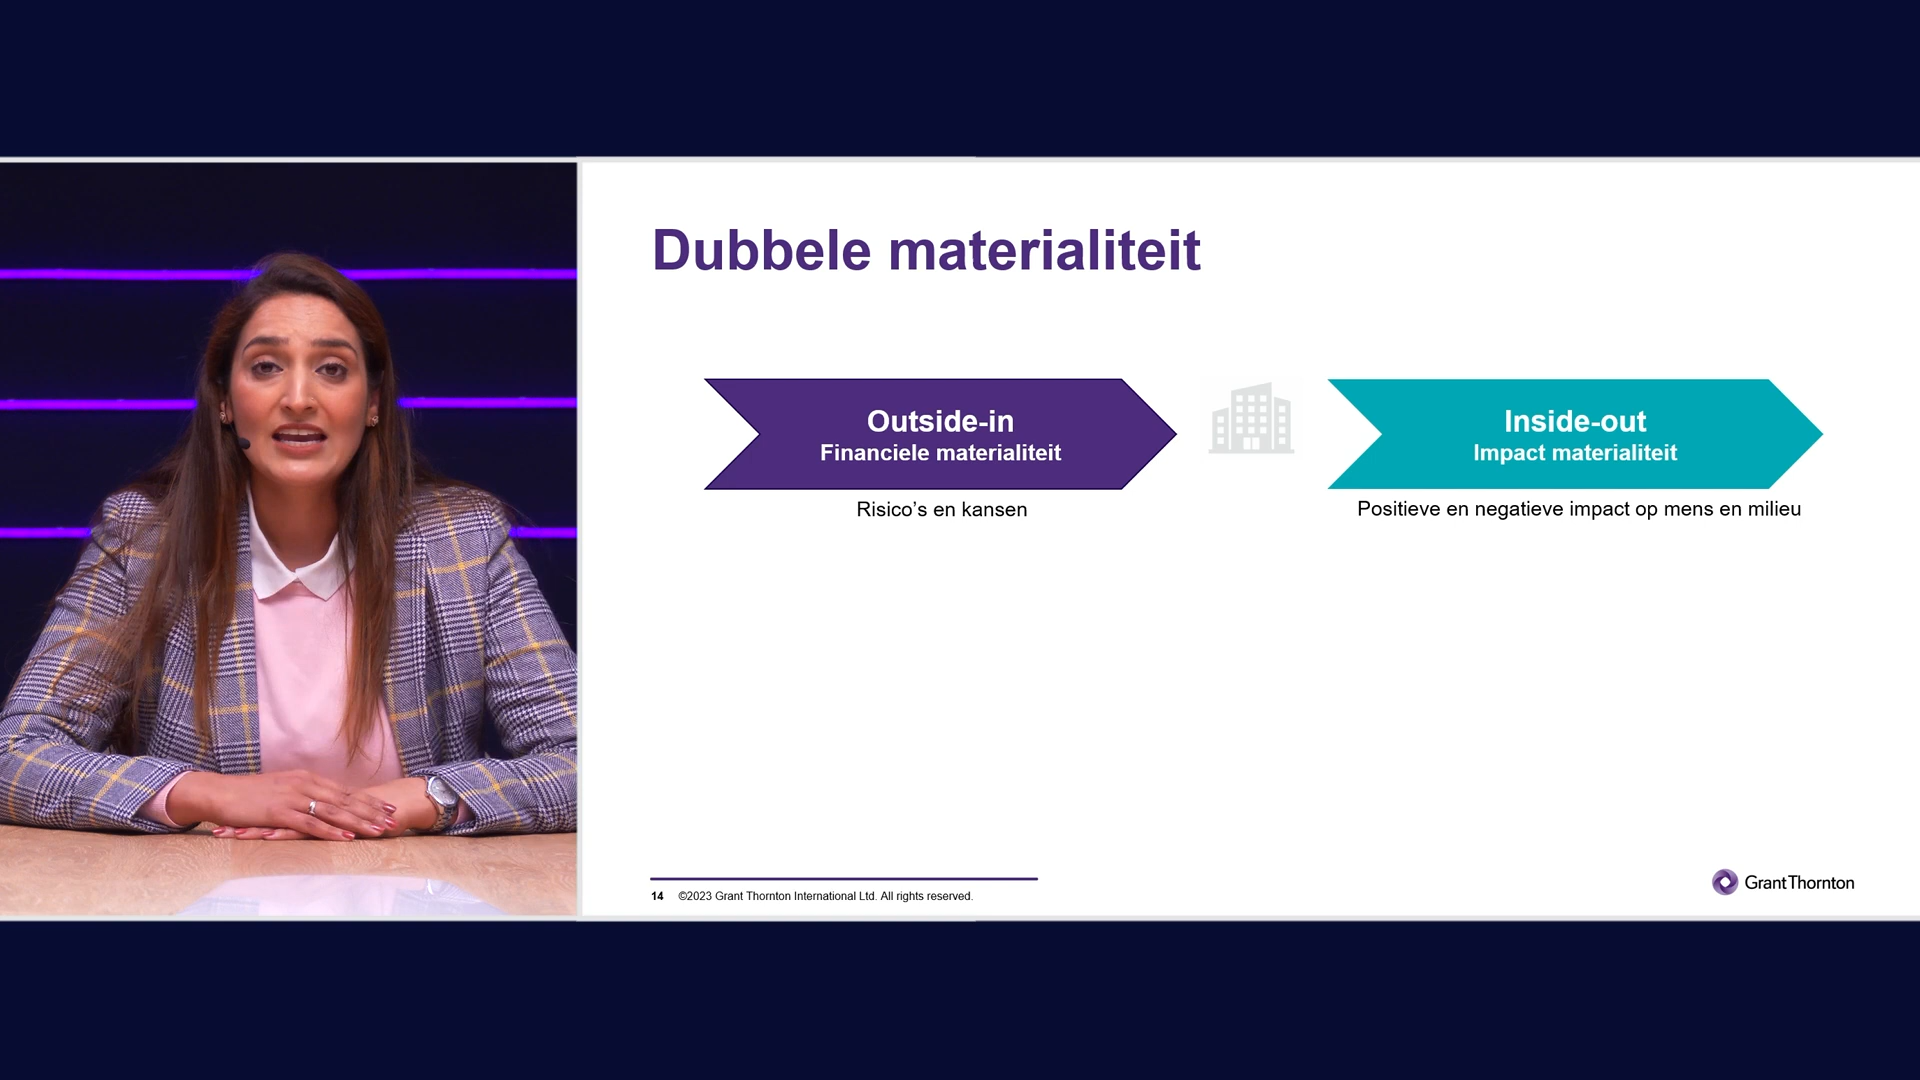 Dubbele materialiteit
Outside-in
Financiele materialiteit
Risico’s en kansen
Inside-out
Impact materialiteit
Positieve en negatieve impact op mens en milieu
14 ©2023 Grant Thornton International Ltd. All rights reserved.
GrantThornton